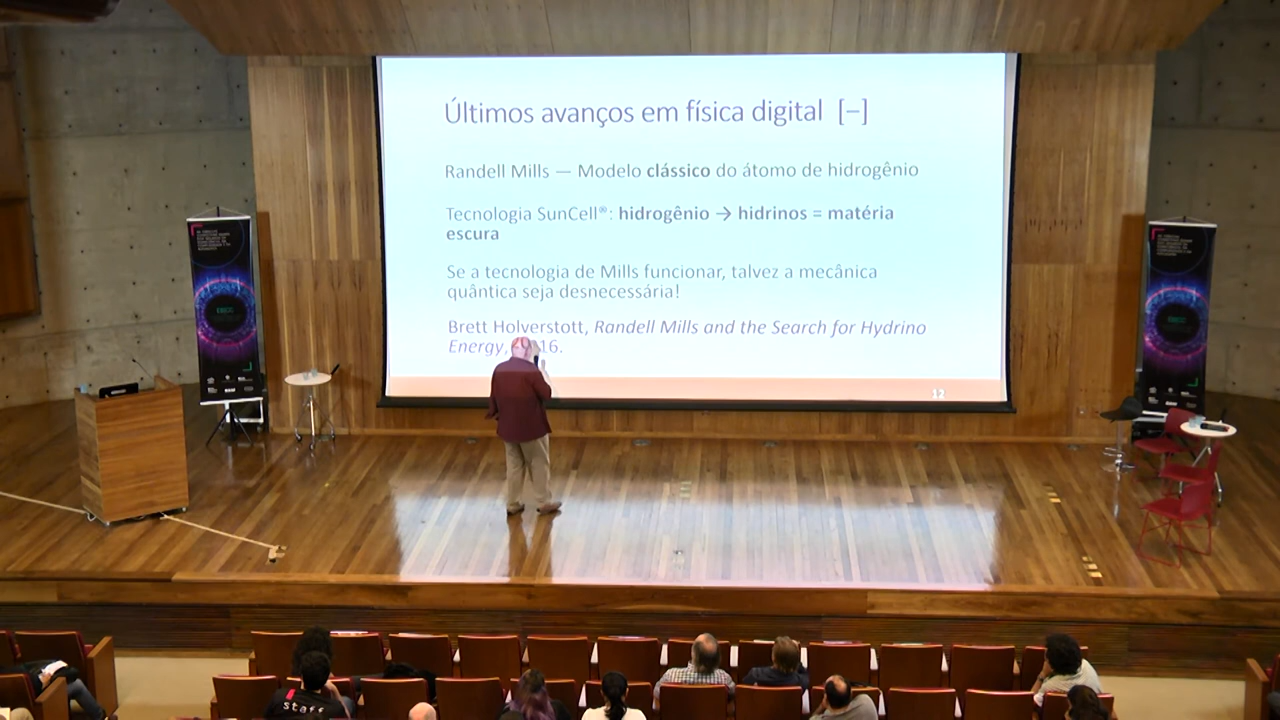 Últimos avanços em física digital [–]
Randell Mills — Modelo clássico do átomo de hidrogênio
Tecnologia SunCell®: hidrogênio → hidrinos = matéria
escura
Se a tecnologia de Mills funcionar, talvez a mecânica
quântica seja desnecessária!
Brett Holverstott, Randell Mills and the Search for Hydrino
Energy, 16.
12
staff